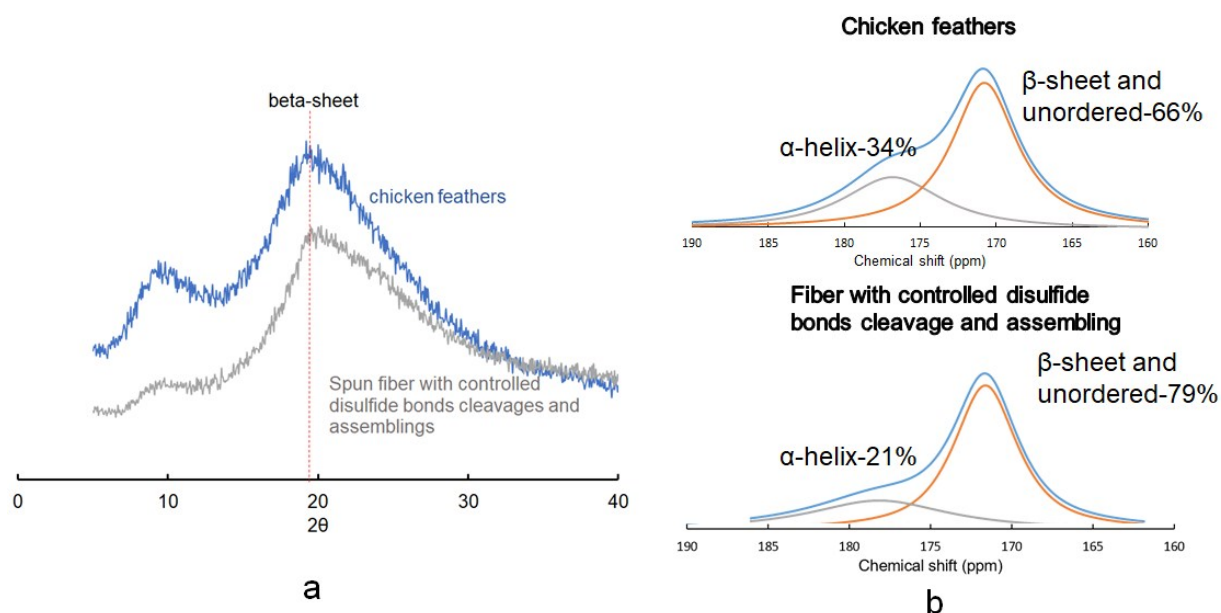 beta-sheet
chicken feathers
Spun fiber with controlled
disulfide bonds cleavages and
assemblings
0 10 20 30 40
2θ
a
Chicken feathers
β-sheet and
unordered-66%
α-helix-34%
190 185 180 175 170 165 160
Chemical shift (ppm)
Fiber with controlled disulfide
bonds cleavage and assembling
β-sheet and
unordered-79%
α-helix-21%
190 185 180 175 170 165 160
Chemical shift (ppm)
b